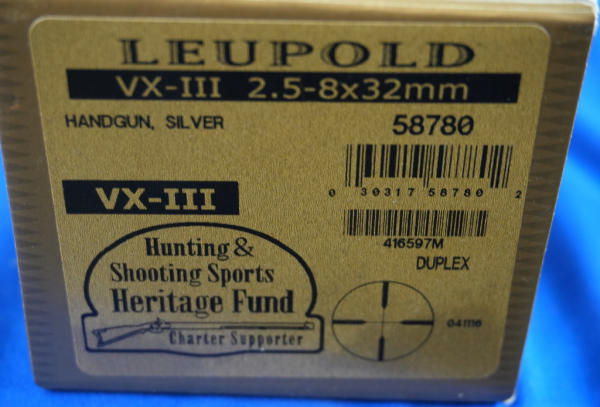 LEUPOLD
VX-III 2.5-8x32mm
HANDGUN, SILVER
58780
0 30317 58780 2
VX-III
416597M
DUPLEX
Hunting &
Shooting Sports
Heritage Fund
Charter Supporter
041116